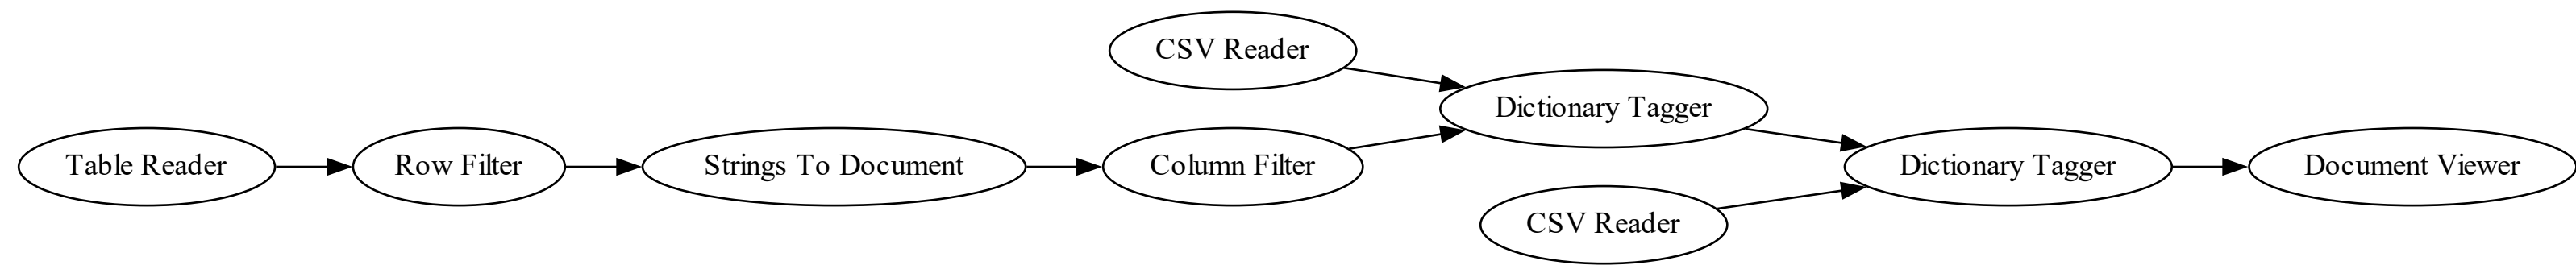 CSV Reader
Dictionary Tagger
Table Reader
Row Filter
Strings To Document
Column Filter
Dictionary Tagger
Document Viewer
CSV Reader